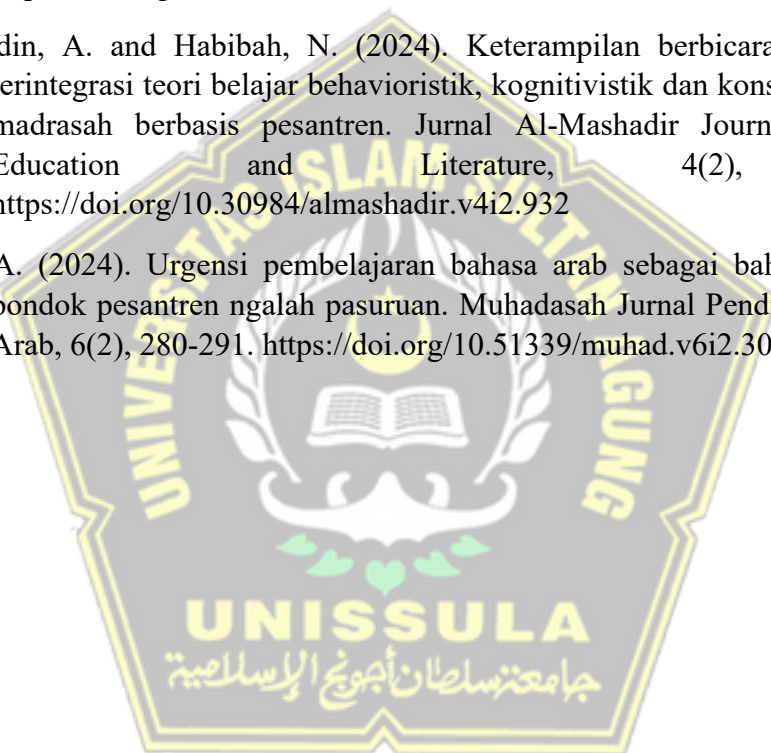 din, A. and Habibah, N. (2024). Keterampilan berbicara
erintegrasi teori belajar behavioristik, kognitivistik dan kons
madrasah berbasis pesantren. Jurnal Al-Mashadir Journ
Education and Literature, 4(2),
https://doi.org/10.30984/almashadir.v4i2.932
A. (2024). Urgensi pembelajaran bahasa arab sebagai bah
pondok pesantren ngalah pasuruan. Muhadasah Jurnal Pendi
Arab, 6(2), 280-291. https://doi.org/10.51339/muhad.v6i2.30
UNIVERSITAS ISLAM SULTAN AGUNG
UNISSULA
جامعة سلطان أجونج الإسلامية